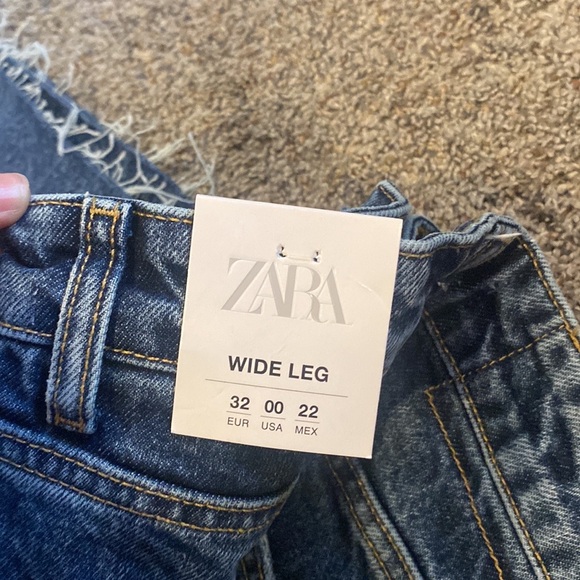 ZARA
WIDE LEG
32 00 22
EUR USA MEX